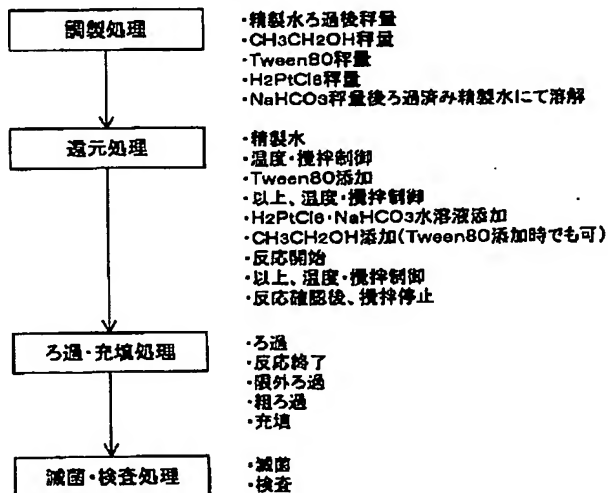 調製処理
・精製水ろ過後秤量
・CH3CH2OH秤量
・Tween80秤量
・H2PtCl6秤量
・NaHCO3秤量後ろ過済み精製水にて溶解
還元処理
・精製水
・温度・攪拌制御
・Tween80添加
・以上、温度・攪拌制御
・H2PtCl6・NaHCO3水溶液添加
・CH3CH2OH添加(Tween80添加時でも可)
・反応開始
・以上、温度・攪拌制御
・反応確認後、攪拌停止
ろ過・充填処理
・ろ過
・反応終了
・限外ろ過
・粗ろ過
・充填
滅菌・検査処理
・滅菌
・検査